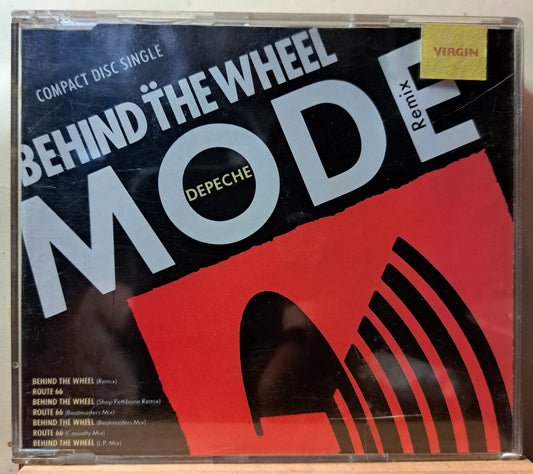 COMPACT DISC SINGLE
VIRGIN
BEHIND THË WHEEL
Remix
MODE
DEPECHE
BEHIND THE WHEEL (Remix)
ROUTE 66
BEHIND THE WHEEL (Shep Pettibone Remix)
ROUTE 66 (Beatmasters Mix)
BEHIND THE WHEEL (Beatmasters Mix)
ROUTE 66 (Casualty Mix)
BEHIND THE WHEEL (L.P. Mix)